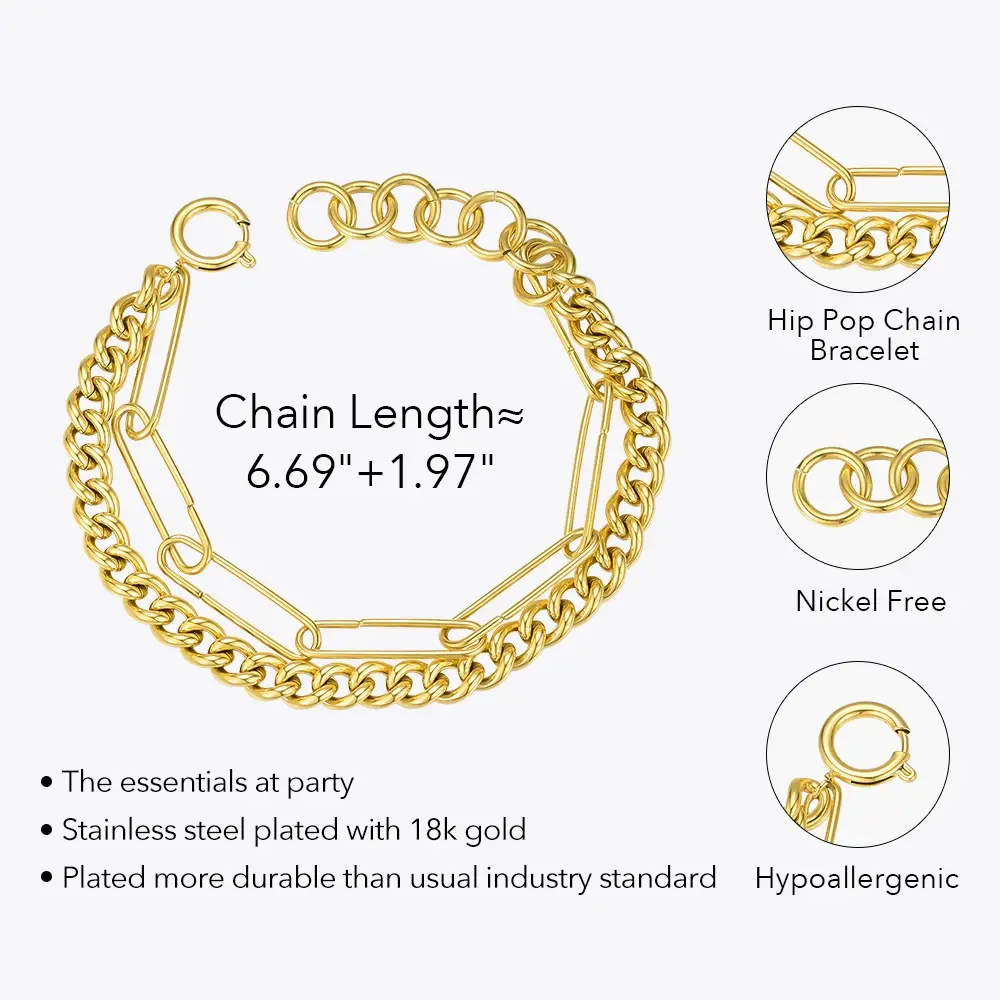 Chain Length≈
6.69"+1.97"
Hip Pop Chain
Bracelet
Nickel Free
Hypoallergenic
• The essentials at party
• Stainless steel plated with 18k gold
• Plated more durable than usual industry standard